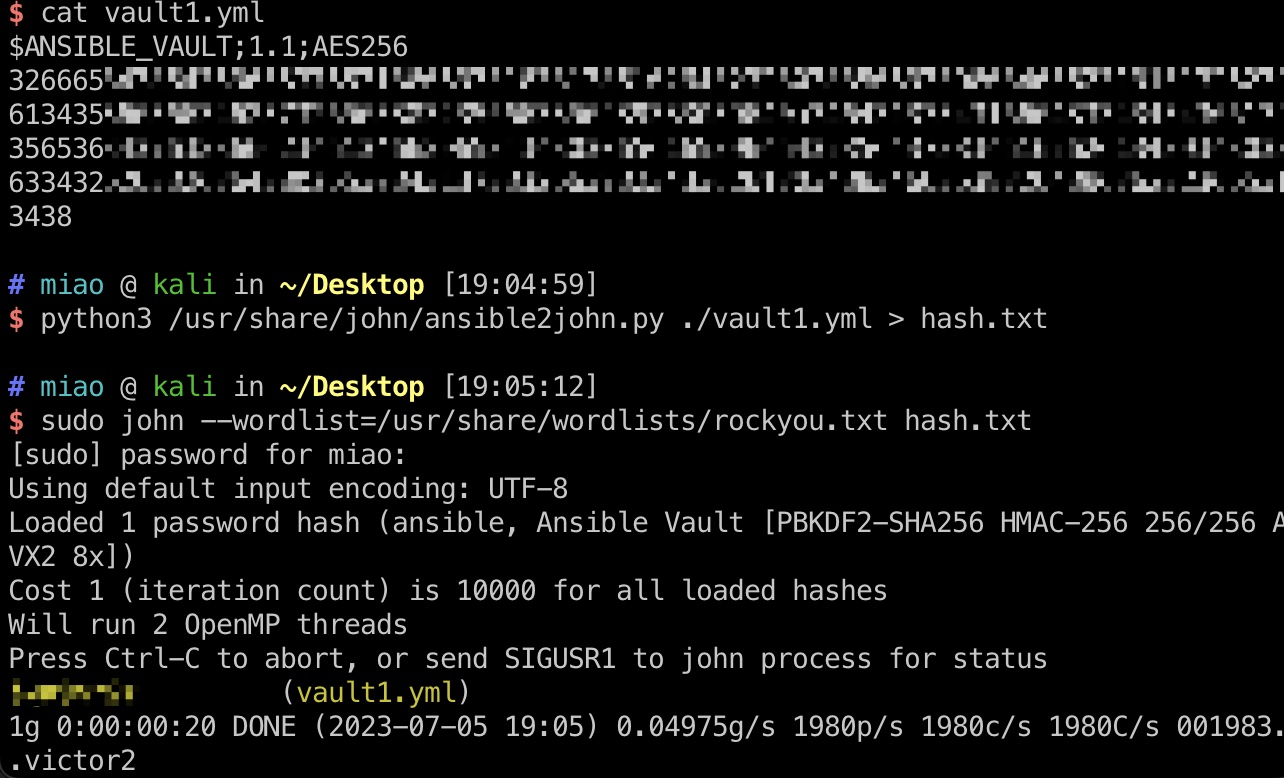 $ cat vault1.yml
$ANSIBLE_VAULT;1.1;AES256
326665
613435
356536
633432
3438
# miao @ kali in ~/Desktop [19:04:59]
$ python3 /usr/share/john/ansible2john.py ./vault1.yml > hash.txt
# miao @ kali in ~/Desktop [19:05:12]
$ sudo john --wordlist=/usr/share/wordlists/rockyou.txt hash.txt
[sudo] password for miao:
Using default input encoding: UTF-8
Loaded 1 password hash (ansible, Ansible Vault [PBKDF2-SHA256 HMAC-256 256/256 A
VX2 8x])
Cost 1 (iteration count) is 10000 for all loaded hashes
Will run 2 OpenMP threads
Press Ctrl-C to abort, or send SIGUSR1 to john process for status
(vault1.yml)
1g 0:00:00:20 DONE (2023-07-05 19:05) 0.04975g/s 1980p/s 1980c/s 1980C/s 001983.
.victor2